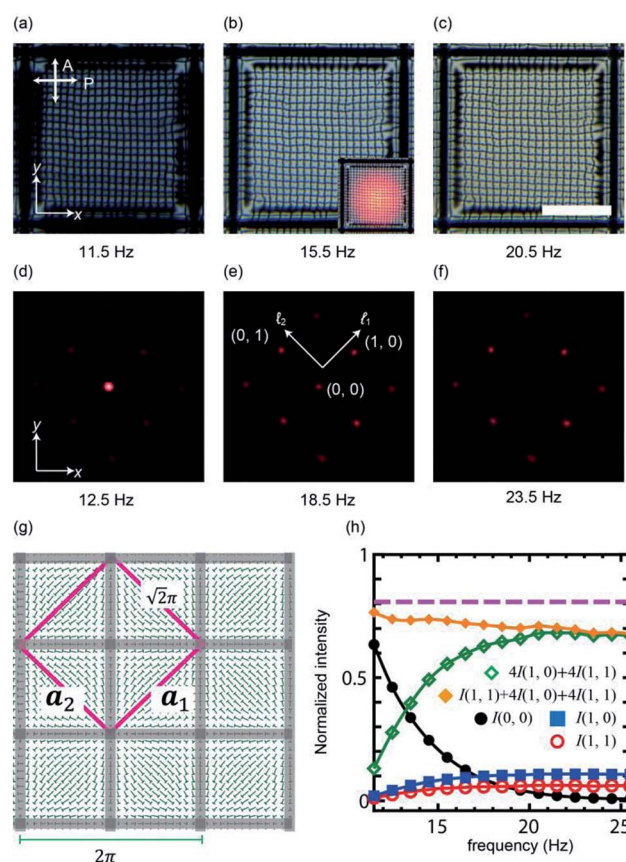 (a)
(b)
(c)
A
P
y
x
11.5 Hz
15.5 Hz
20.5 Hz
(d)
(e)
(f)
ℓ2
ℓ1
(0, 1)
(1, 0)
(0, 0)
y
x
12.5 Hz
18.5 Hz
23.5 Hz
(g)
√2π
a2
a1
2π
(h)
1
0.5
0
Normalized intensity
4I(1, 0)+4I(1, 1)
I(1, 1)+4I(1, 0)+4I(1, 1)
I(0, 0)
I(1, 0)
I(1, 1)
15
20
25
frequency (Hz)